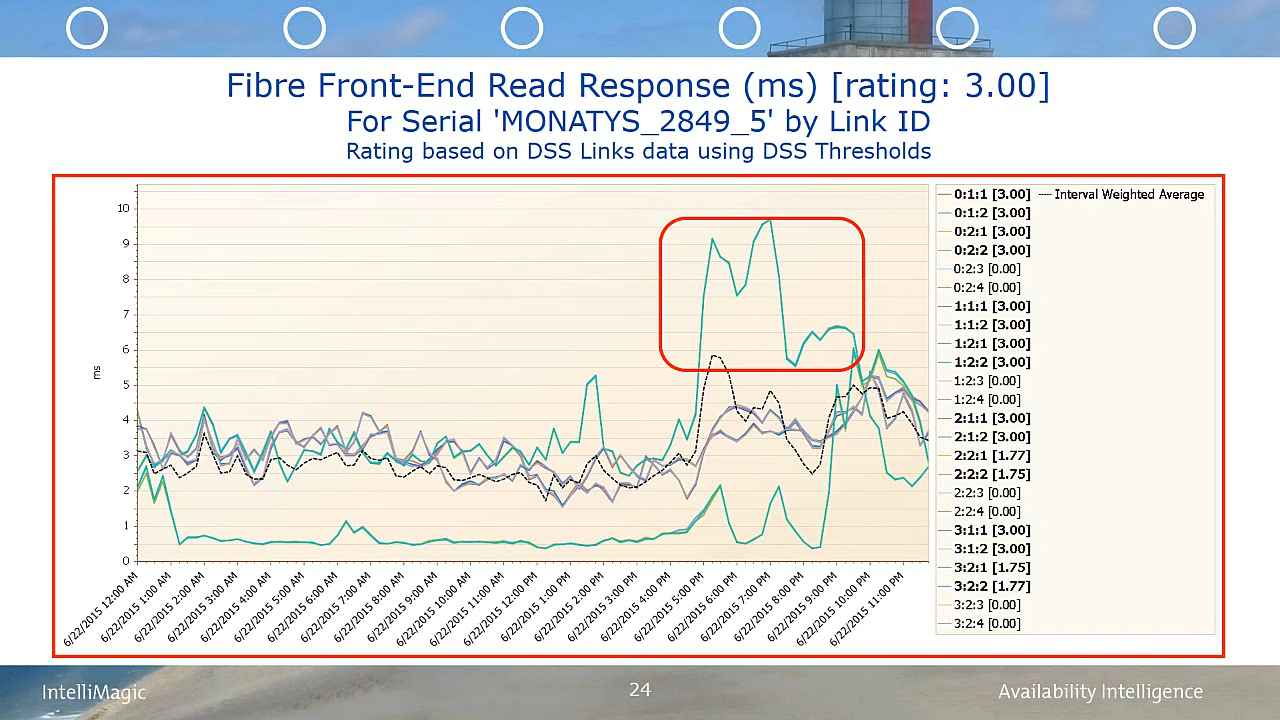 Fibre Front-End Read Response (ms) [rating: 3.00]
For Serial 'MONATYS_2849_5' by Link ID
Rating based on DSS Links data using DSS Thresholds
10
9
8
7
6
5
4
3
2
1
0
ms
6/22/2015 12:00 AM
6/22/2015 1:00 AM
6/22/2015 2:00 AM
6/22/2015 3:00 AM
6/22/2015 4:00 AM
6/22/2015 5:00 AM
6/22/2015 6:00 AM
6/22/2015 7:00 AM
6/22/2015 8:00 AM
6/22/2015 9:00 AM
6/22/2015 10:00 AM
6/22/2015 11:00 AM
6/22/2015 12:00 PM
6/22/2015 1:00 PM
6/22/2015 2:00 PM
6/22/2015 3:00 PM
6/22/2015 4:00 PM
6/22/2015 5:00 PM
6/22/2015 6:00 PM
6/22/2015 7:00 PM
6/22/2015 8:00 PM
6/22/2015 9:00 PM
6/22/2015 10:00 PM
6/22/2015 11:00 PM
0:1:1 [3.00] Interval Weighted Average
0:1:2 [3.00]
0:2:1 [3.00]
0:2:2 [3.00]
0:2:3 [0.00]
0:2:4 [0.00]
1:1:1 [3.00]
1:1:2 [3.00]
1:2:1 [3.00]
1:2:2 [3.00]
1:2:3 [0.00]
1:2:4 [0.00]
2:1:1 [3.00]
2:1:2 [3.00]
2:2:1 [1.77]
2:2:2 [1.75]
2:2:3 [0.00]
2:2:4 [0.00]
3:1:1 [3.00]
3:1:2 [3.00]
3:2:1 [1.75]
3:2:2 [1.77]
3:2:3 [0.00]
3:2:4 [0.00]
IntelliMagic
24
Availability Intelligence